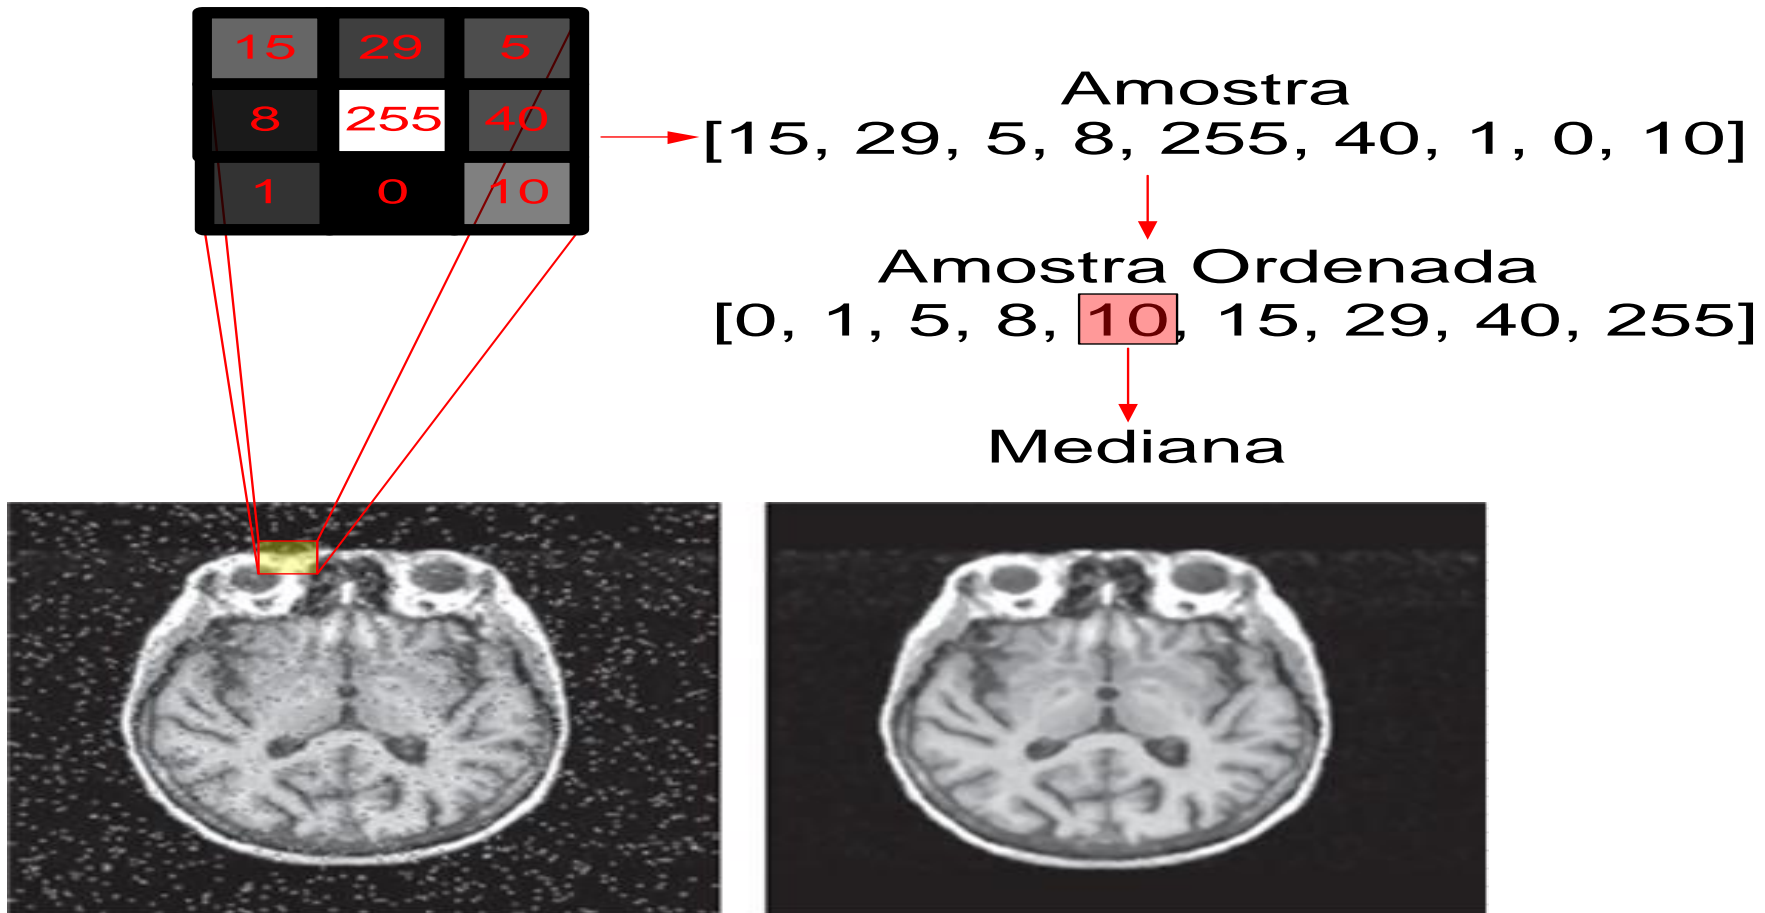 15 29 5
8 255 40
1 0 10
Amostra
[15, 29, 5, 8, 255, 40, 1, 0, 10]
Amostra Ordenada
[0, 1, 5, 8, 10, 15, 29, 40, 255]
Mediana